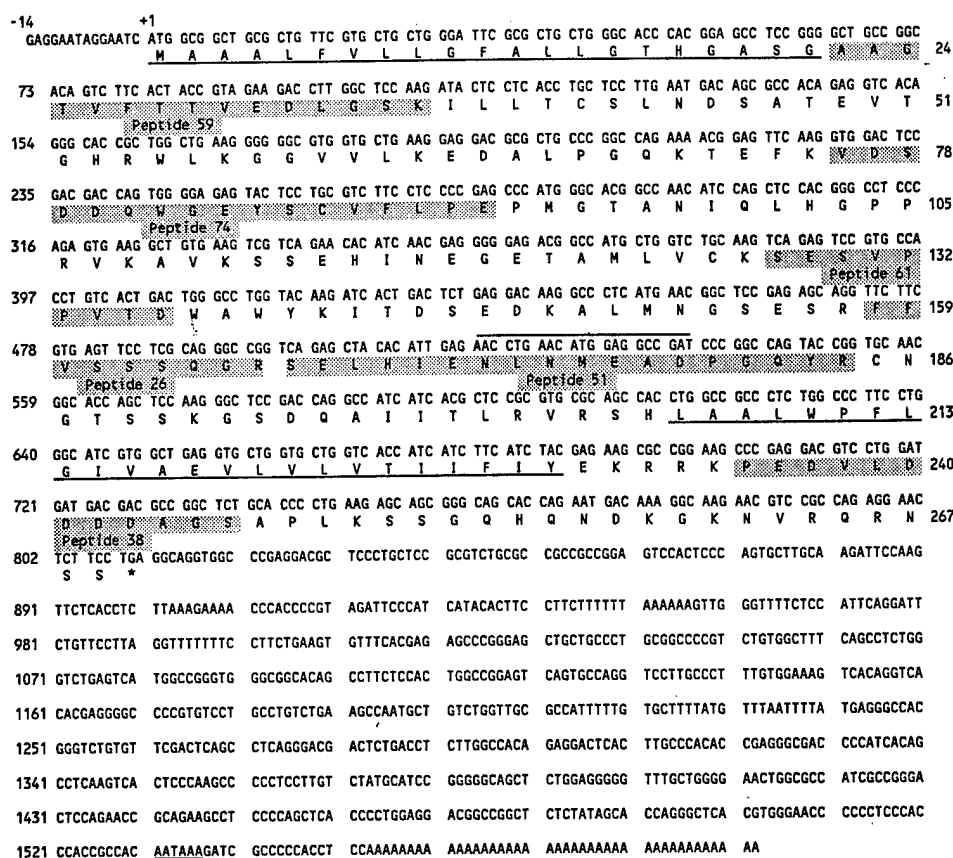 -14 +1
GAGGAATAGGAATC ATG GCG GCT GCG CTG TTC GTG CTG CTG GGA TTC GCG CTG CTG GGC ACC CAC GGA GCC TCC GGG GCT GCC GGC
M A A A L F V L L G F A L L G T H G A S G A A G 24
73 ACA GTC TTC ACT ACC GTA GAA GAC CTT GGC TCC AAG ATA CTC CTC ACC TGC TCC TTG AAT GAC AGC GCC ACA GAG GTC ACA
T V F T T V E D L G S K I L L T C S L N D S A T E V T 51
Peptide 59
154 GGG CAC CGC TGG CTG AAG GGG GGC GTG GTG CTG AAG GAG GAC GCG CTG CCC GGC CAG AAA ACG GAG TTC AAG GTG GAC TCC
G H R W L K G G V V L K E D A L P G Q K T E F K V D S 78
235 GAC GAC CAG TGG GGA GAG TAC TCC TGC GTC TTC CTC CCC GAG CCC ATG GGC ACG GCC AAC ATC CAG CTC CAC GGG CCT CCC
D D Q W G E Y S C V F L P E P M G T A N I Q L H G P P 105
Peptide 74
316 AGA GTG AAG GCT GTG AAG TCG TCA GAA CAC ATC AAC GAG GGG GAG ACG GCC ATG CTG GTC TGC AAG TCA GAG TCC GTG CCA
R V K A V K S S E H I N E G E T A M L V C K S E S V P 132
Peptide 61
397 CCT GTC ACT GAC TGG GCC TGG TAC AAG ATC ACT GAC TCT GAG GAC AAG GCC CTC ATG AAC GGC TCC GAG AGC AGG TTC TTC
P V T D W A W Y K I T D S E D K A L M N G S E S R F F 159
478 GTG AGT TCC TCG CAG GGC CGG TCA GAG CTA CAC ATT GAG AAC CTG AAC ATG GAG GCC GAT CCC GGC CAG TAC CGG TGC AAC
V S S S Q G R S E L H I E N L N M E A D P G Q Y R C N 186
Peptide 26 Peptide 51
559 GGC ACC AGC TCC AAG GGC TCC GAC CAG GCC ATC ATC ACG CTC CGC GTG CGC AGC CAC CTG GCC GCC CTC TGG CCC TTC CTG
G T S S K G S D Q A I I T L R V R S H L A A L W P F L 213
640 GGC ATC GTG GCT GAG GTG CTG GTG CTG GTC ACC ATC ATC TTC ATC TAC GAG AAG CGC CGG AAG CCC GAG GAC GTC CTG GAT
G I V A E V L V L V T I I F I Y E K R R K P E D V L D 240
721 GAT GAC GAC GCC GGC TCT GCA CCC CTG AAG AGC AGC GGG CAG CAC CAG AAT GAC AAA GGC AAG AAC GTC CGC CAG AGG AAC
D D D A G S A P L K S S G Q H Q N D K G K N V R Q R N 267
Peptide 38
802 TCT TCC TGA GGCAGGTGGC CCGAGGACGC TCCCTGCTCC GCGTCTGCGC CGCCGCCGGA GTCCACTCCC AGTGCTTGCA AGATTCCAAG
S S *
891 TTCTCACCTC TTAAAGAAAA CCCACCCCGT AGATTCCCAT CATACACTTC CTTCTTTTTT AAAAAAGTTG GGTTTTCTCC ATTCAGGATT
981 CTGTTCCTTA GGTTTTTTTC CTTCTGAAGT GTTTCACGAG AGCCCGGGAG CTGCTGCCCT GCGGCCCCGT CTGTGGCTTT CAGCCTCTGG
1071 GTCTGAGTCA TGGCCGGGTG GGCGGCACAG CCTTCTCCAC TGGCCGGAGT CAGTGCCAGG TCCTTGCCCT TTGTGGAAAG TCACAGGTCA
1161 CACGAGGGGC CCCGTGTCCT GCCTGTCTGA AGCCAATGCT GTCTGGTTGC GCCATTTTTG TGCTTTTATG TTTAATTTTA TGAGGGCCAC
1251 GGGTCTGTGT TCGACTCAGC CTCAGGGACG ACTCTGACCT CTTGGCCACA GAGGACTCAC TTGCCCACAC CGAGGGCGAC CCCATCACAG
1341 CCTCAAGTCA CTCCCAAGCC CCCTCCTTGT CTATGCATCC GGGGGCAGCT CTGGAGGGGG TTTGCTGGGG AACTGGCGCC ATCGCCGGGA
1431 CTCCAGAACC GCAGAAGCCT CCCCAGCTCA CCCCTGGAGG ACGGCCGGCT CTCTATAGCA CCAGGGCTCA CGTGGGAACC CCCCTCCCAC
1521 CCACCGCCAC AATAAAGATC GCCCCCACCT CCAAAAAAAA AAAAAAAAAA AAAAAAAAAA AAAAAAAAAA AA